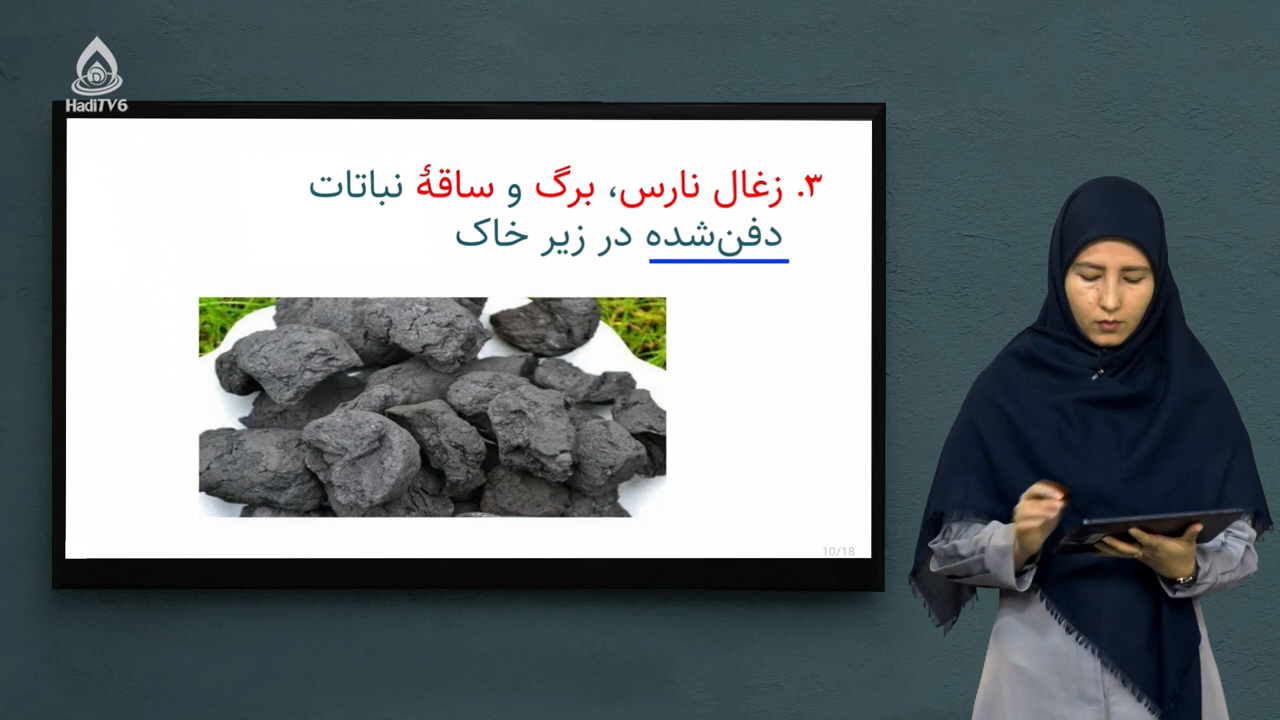 HadiTV6
۳. زغال نارس، برگ و ساقهٔ نباتات
دفن‌شده در زیر خاک
10/18